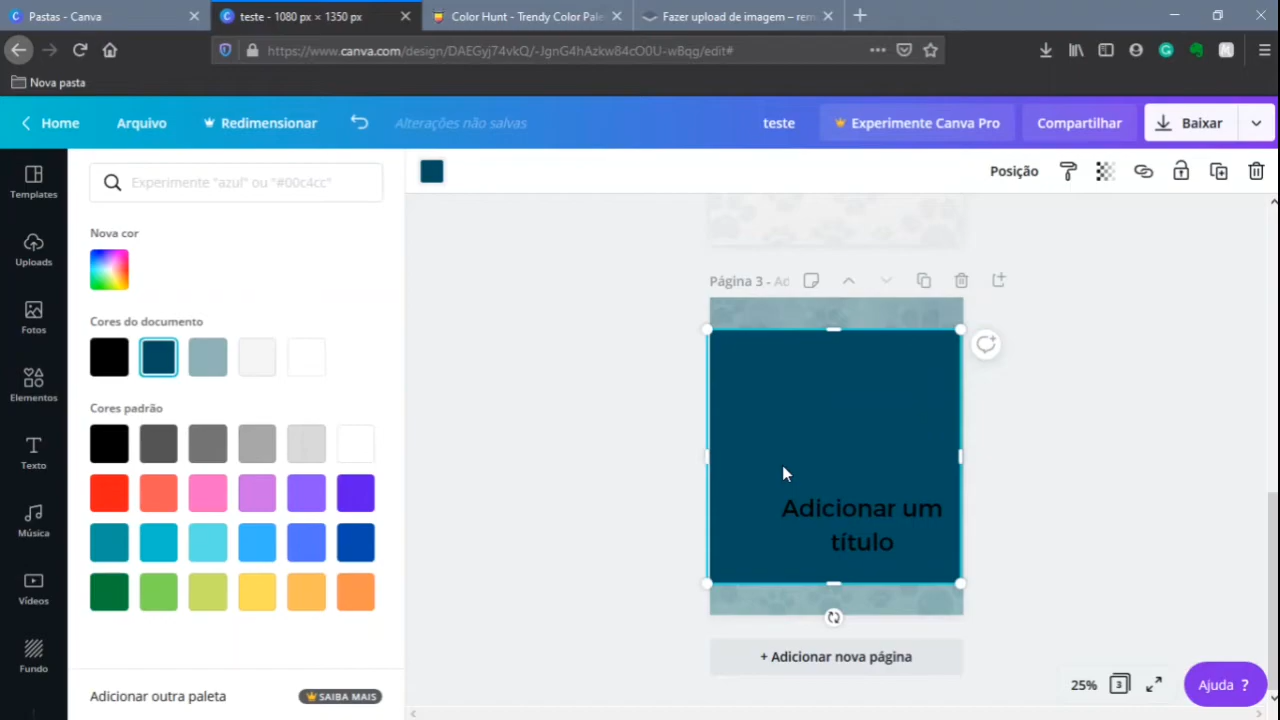 Pastas - Canva
teste - 1080 px × 1350 px
Color Hunt - Trendy Color Pale
Fazer upload de imagem – rem
https://www.canva.com/design/DAEGyj74vkQ/-JgnG4hAzkw84cO0U-wBqg/edit#
Nova pasta
Home
Arquivo
Redimensionar
Alterações não salvas
teste
Experimente Canva Pro
Compartilhar
Baixar
Templates
Uploads
Fotos
Elementos
Texto
Música
Vídeos
Fundo
Experimente "azul" ou "#00c4cc"
Nova cor
Cores do documento
Cores padrão
Adicionar outra paleta
SAIBA MAIS
Posição
Página 3 - Ad
Adicionar um
título
+ Adicionar nova página
25%
3
Ajuda ?